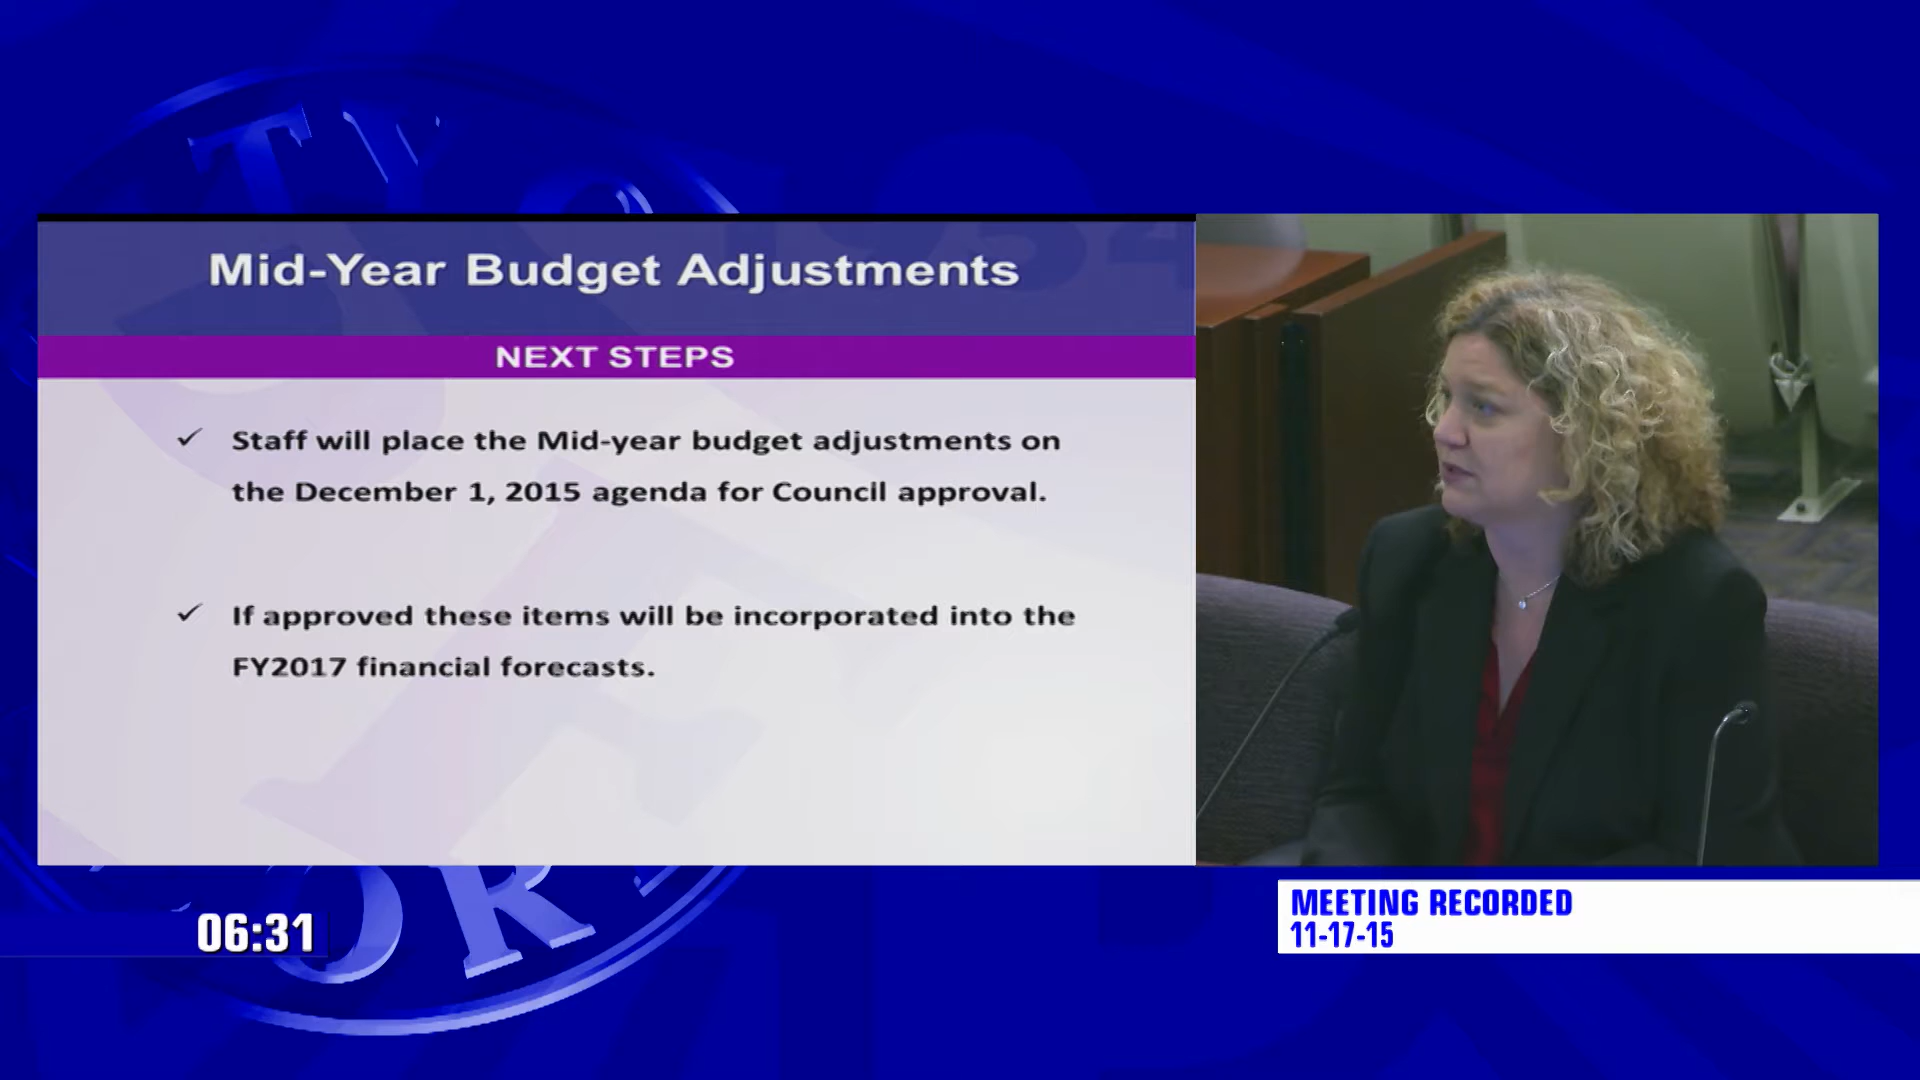 Mid-Year Budget Adjustments
NEXT STEPS
✓ Staff will place the Mid-year budget adjustments on
the December 1, 2015 agenda for Council approval.
✓ If approved these items will be incorporated into the
FY2017 financial forecasts.
06:31
MEETING RECORDED
11-17-15